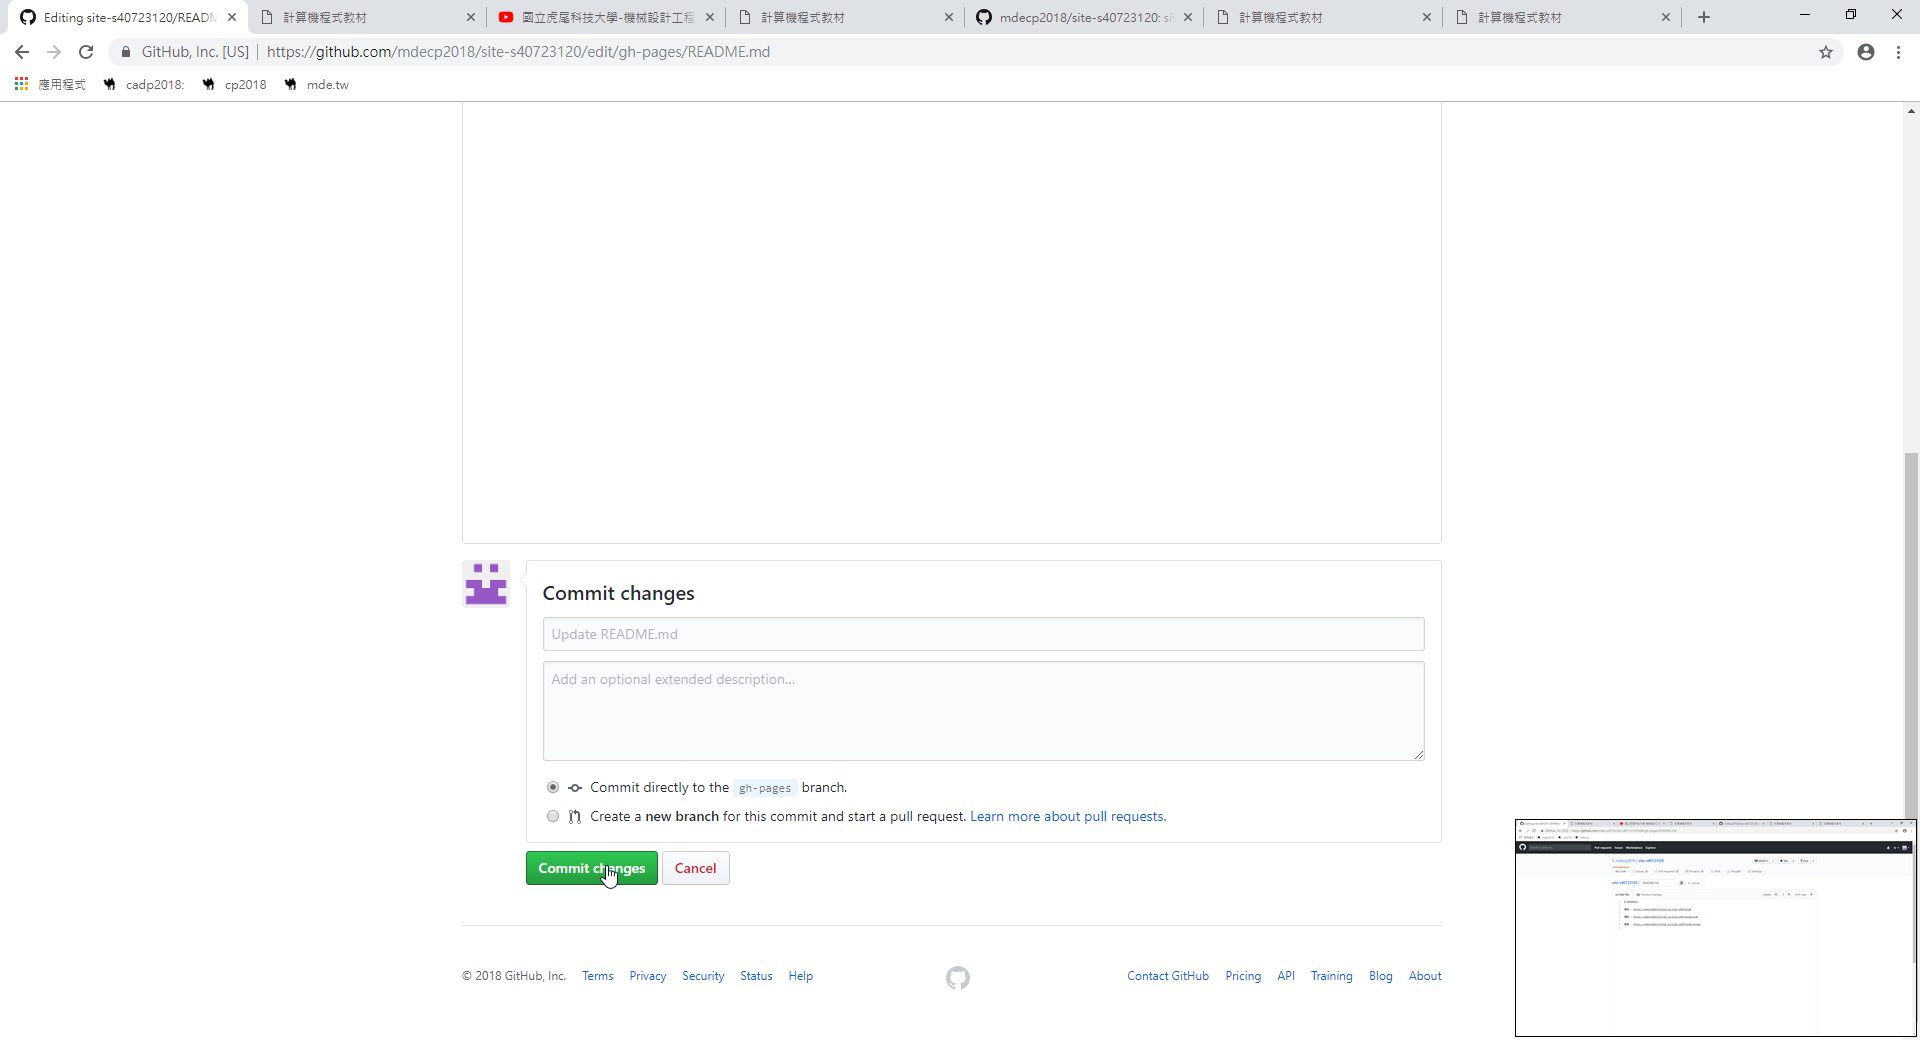 Editing site-s40723120/READM
計算機程式教材
國立虎尾科技大學-機械設計工程
計算機程式教材
mdecp2018/site-s40723120: si
計算機程式教材
計算機程式教材
GitHub, Inc. [US] | https://github.com/mdecp2018/site-s40723120/edit/gh-pages/README.md
應用程式 cadp2018: cp2018 mde.tw
Commit changes
Update README.md
Add an optional extended description...
Commit directly to the gh-pages branch.
Create a new branch for this commit and start a pull request. Learn more about pull requests.
Commit changes Cancel
© 2018 GitHub, Inc. Terms Privacy Security Status Help
Contact GitHub Pricing API Training Blog About